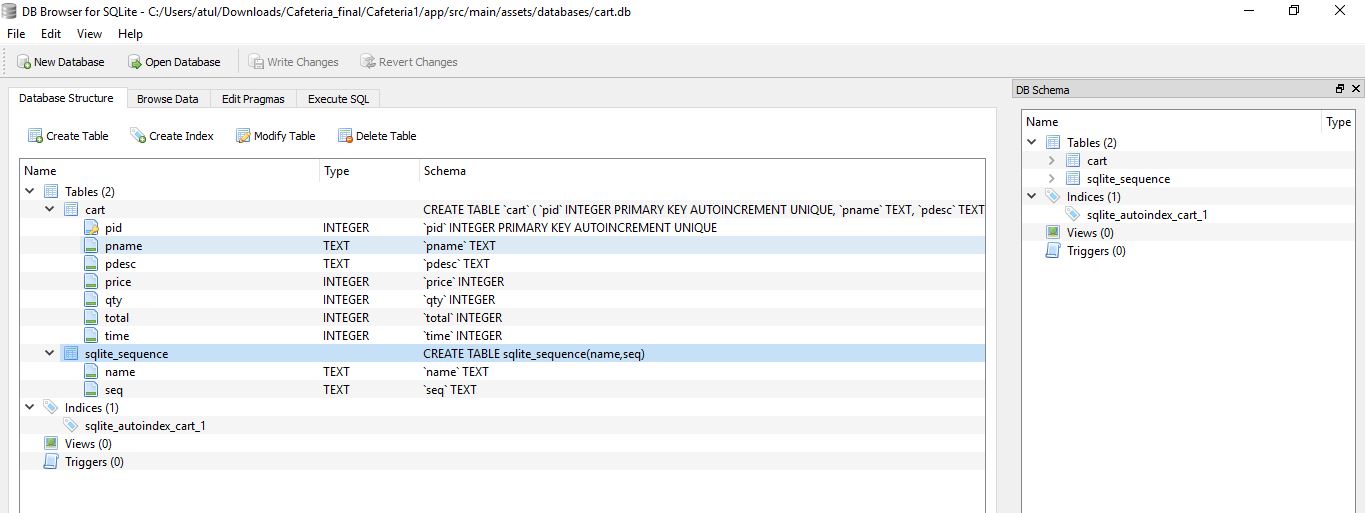 DB Browser for SQLite - C:/Users/atul/Downloads/Cafeteria_final/Cafeteria1/app/src/main/assets/databases/cart.db
File Edit View Help
New Database Open Database Write Changes Revert Changes
Database Structure Browse Data Edit Pragmas Execute SQL
Create Table Create Index Modify Table Delete Table
Name Type Schema
Tables (2)
cart CREATE TABLE `cart` ( `pid` INTEGER PRIMARY KEY AUTOINCREMENT UNIQUE, `pname` TEXT, `pdesc` TEXT
pid INTEGER `pid` INTEGER PRIMARY KEY AUTOINCREMENT UNIQUE
pname TEXT `pname` TEXT
pdesc TEXT `pdesc` TEXT
price INTEGER `price` INTEGER
qty INTEGER `qty` INTEGER
total INTEGER `total` INTEGER
time INTEGER `time` INTEGER
sqlite_sequence CREATE TABLE sqlite_sequence(name,seq)
name TEXT `name` TEXT
seq TEXT `seq` TEXT
Indices (1)
sqlite_autoindex_cart_1
Views (0)
Triggers (0)
DB Schema
Name Type
Tables (2)
cart
sqlite_sequence
Indices (1)
sqlite_autoindex_cart_1
Views (0)
Triggers (0)